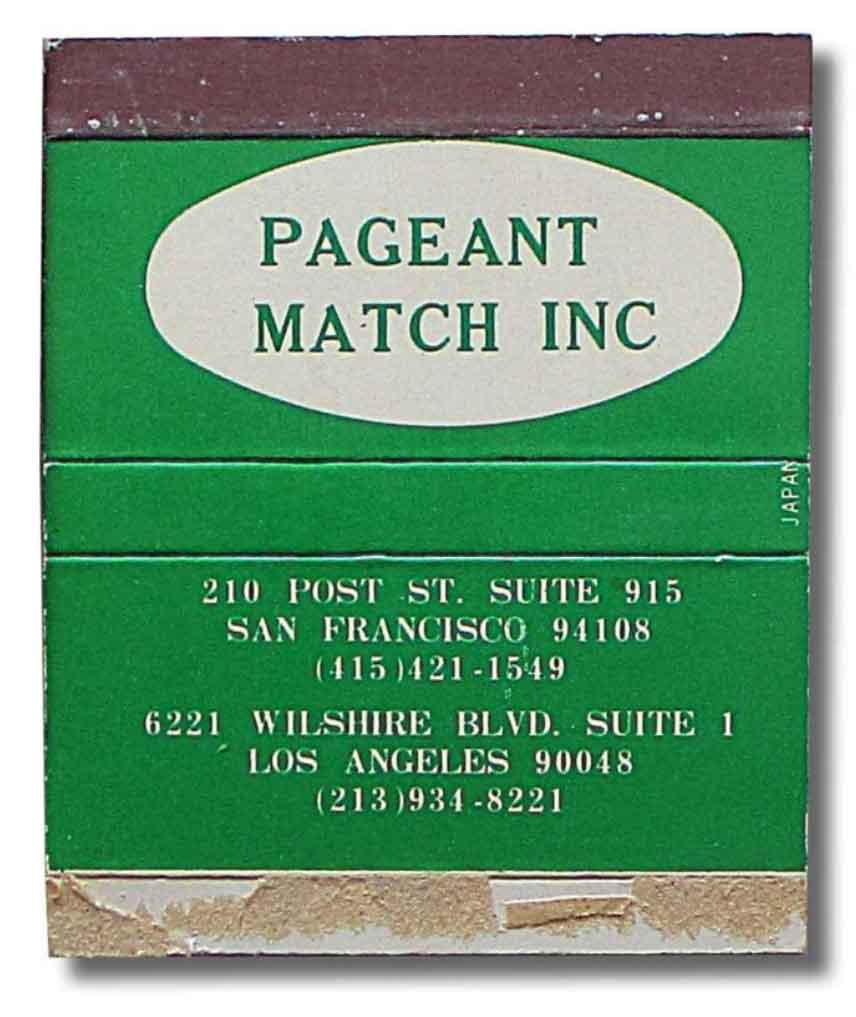 PAGEANT
MATCH INC
JAPAN
210 POST ST. SUITE 915
SAN FRANCISCO 94108
(415)421-1549
6221 WILSHIRE BLVD. SUITE 1
LOS ANGELES 90048
(213)934-8221